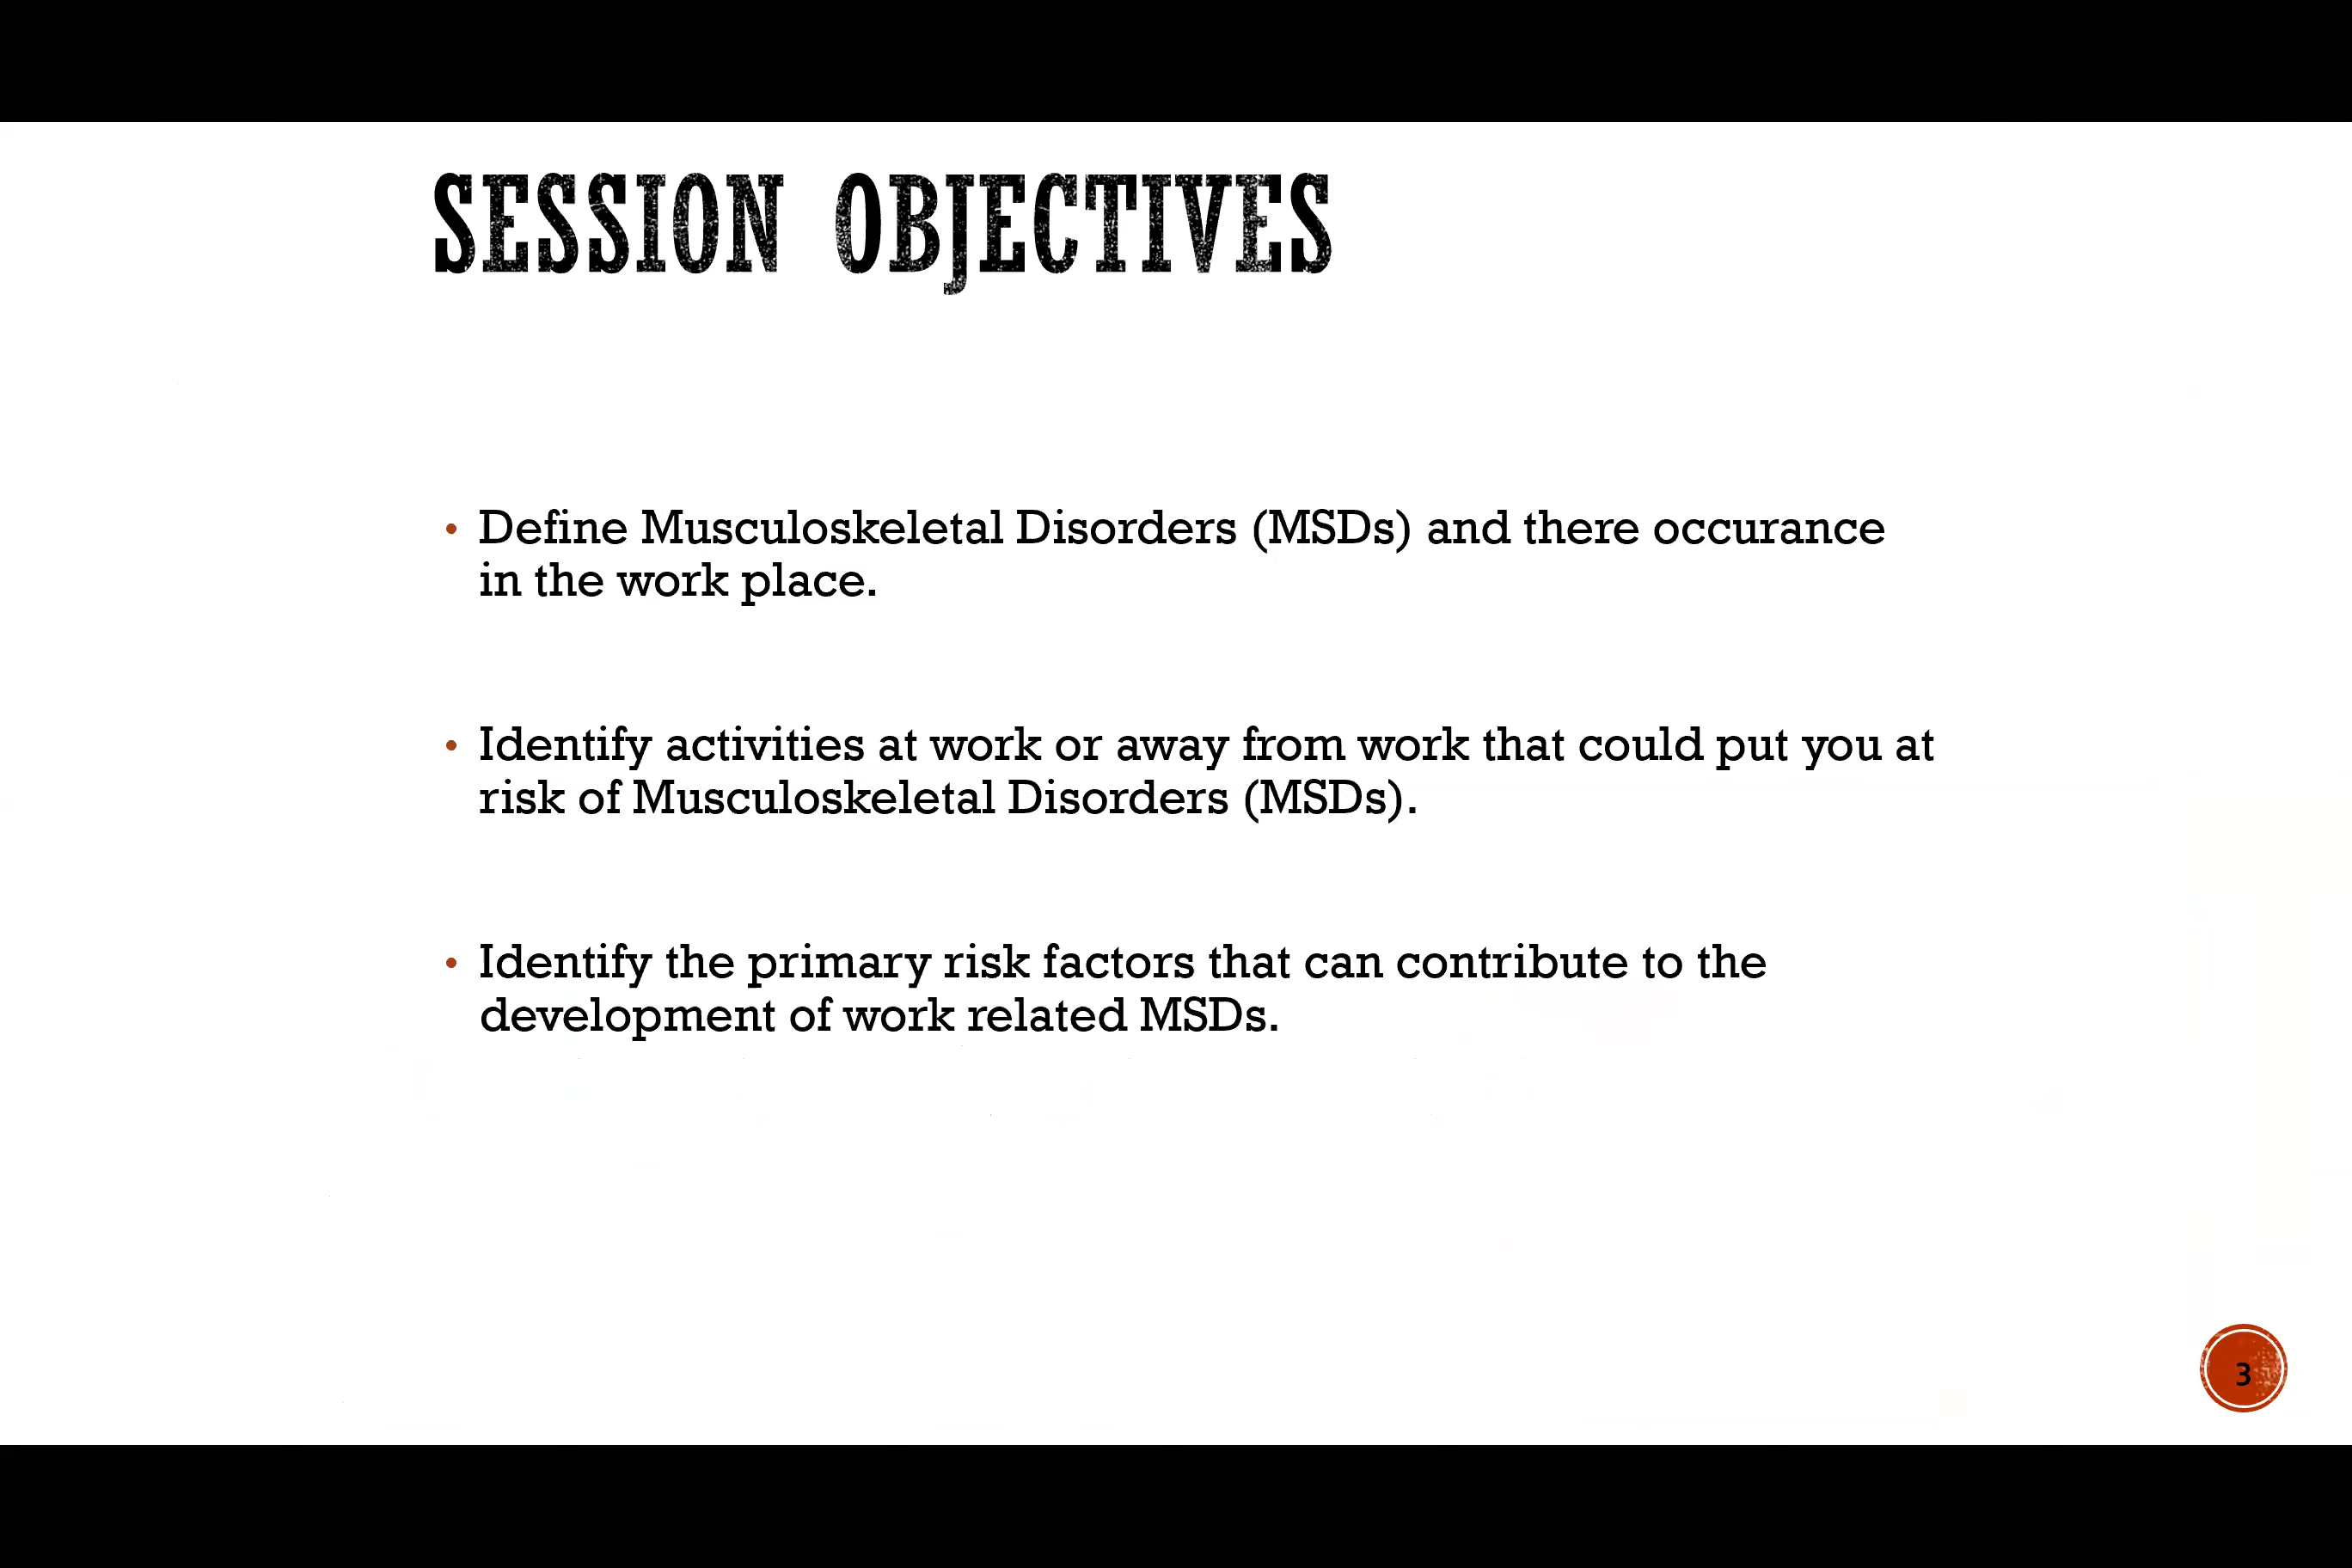 SESSION OBJECTIVES
• Define Musculoskeletal Disorders (MSDs) and there occurance
in the work place.
• Identify activities at work or away from work that could put you at
risk of Musculoskeletal Disorders (MSDs).
• Identify the primary risk factors that can contribute to the
development of work related MSDs.
3